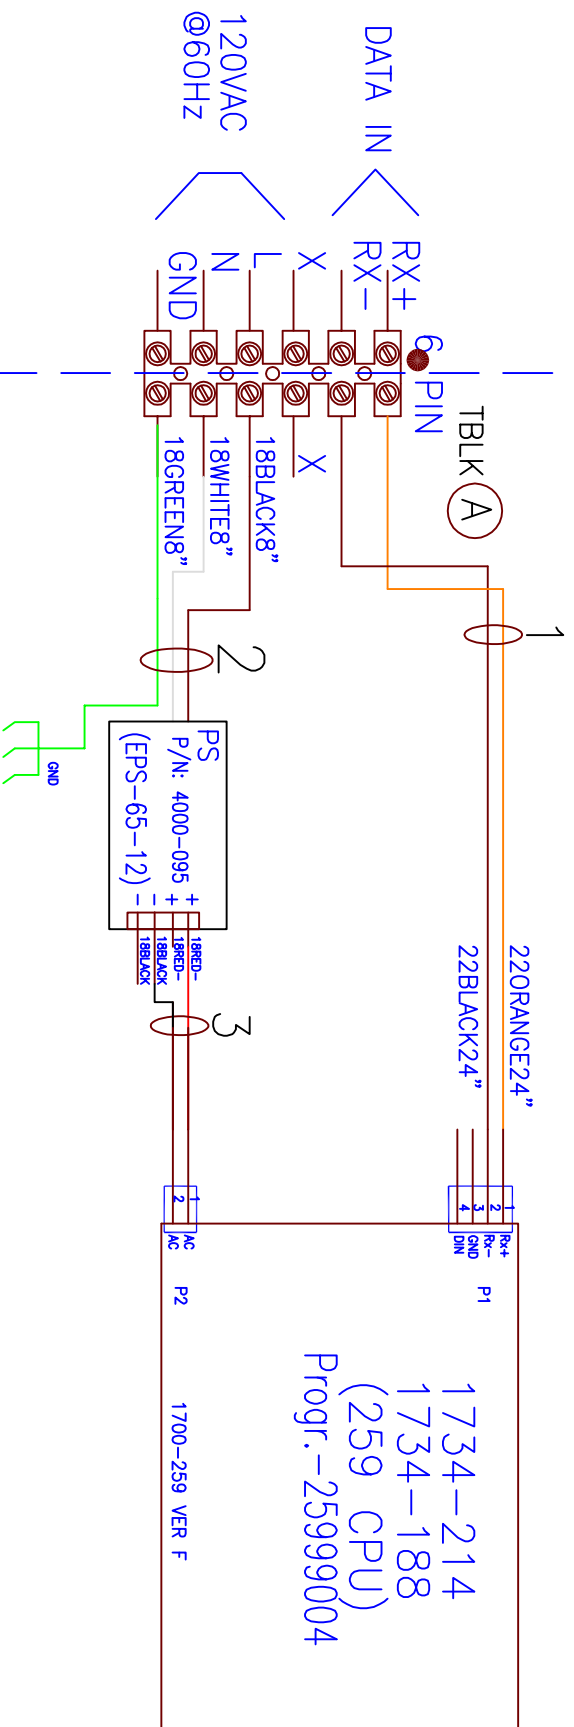 DATA IN
120VAC
@60Hz
RX+
RX-
X
L
N
GND
6 PIN
TBLK A
X
18BLACK8"
18WHITE8"
18GREEN8"
1
2
GND
PS
P/N: 4000-095
(EPS-65-12)
+
+
-
-
18RED-
18RED-
18BLACK
18BLACK
3
22ORANGE24"
22BLACK24"
1 Rx+
2 Rx-
3 GND
4 DIN
P1
1 AC
2 AC
P2
1734-214
1734-188
(259 CPU)
Progr.-2599004
1700-259 VER F